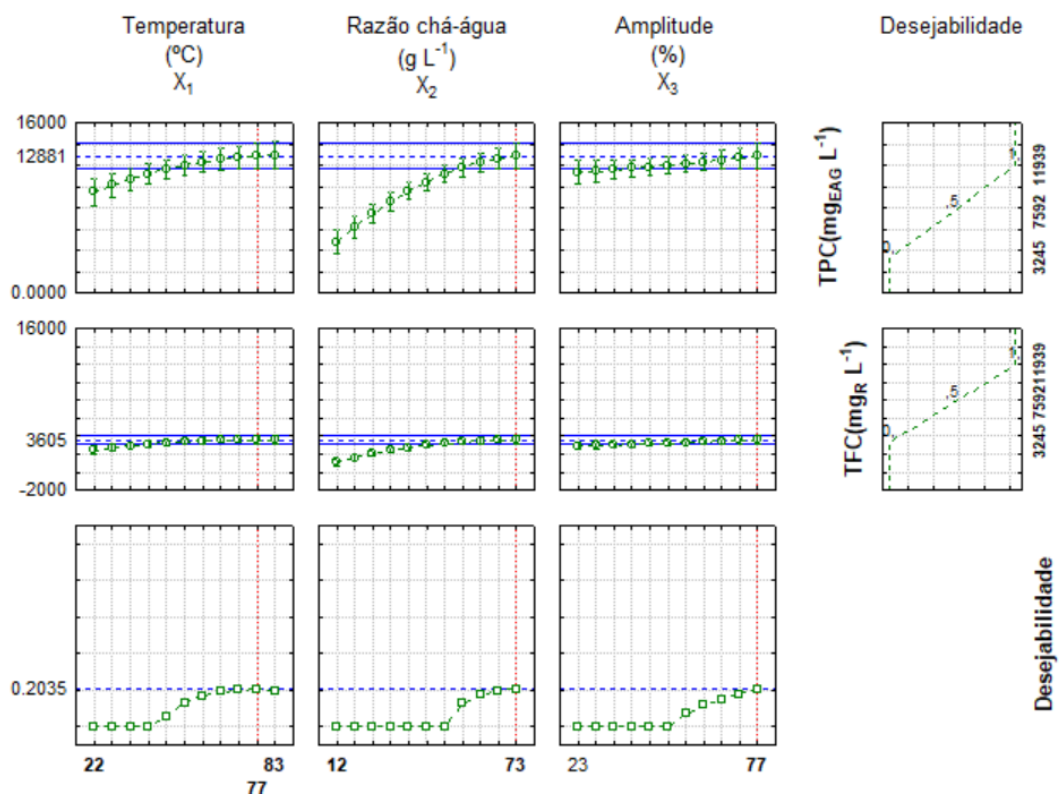 Temperatura
(ºC)
X₁
Razão chá-água
(g L⁻¹)
X₂
Amplitude
(%)
X₃
Desejabilidade
16000
12881
0.0000
TPC(mg_EAG L⁻¹)
0,
,5
1,
3245 7592 11939
16000
3605
-2000
TFC(mg_R L⁻¹)
0,
,5
1,
3245 7592 11939
0.2035
Desejabilidade
22 83
77
12 73
23 77